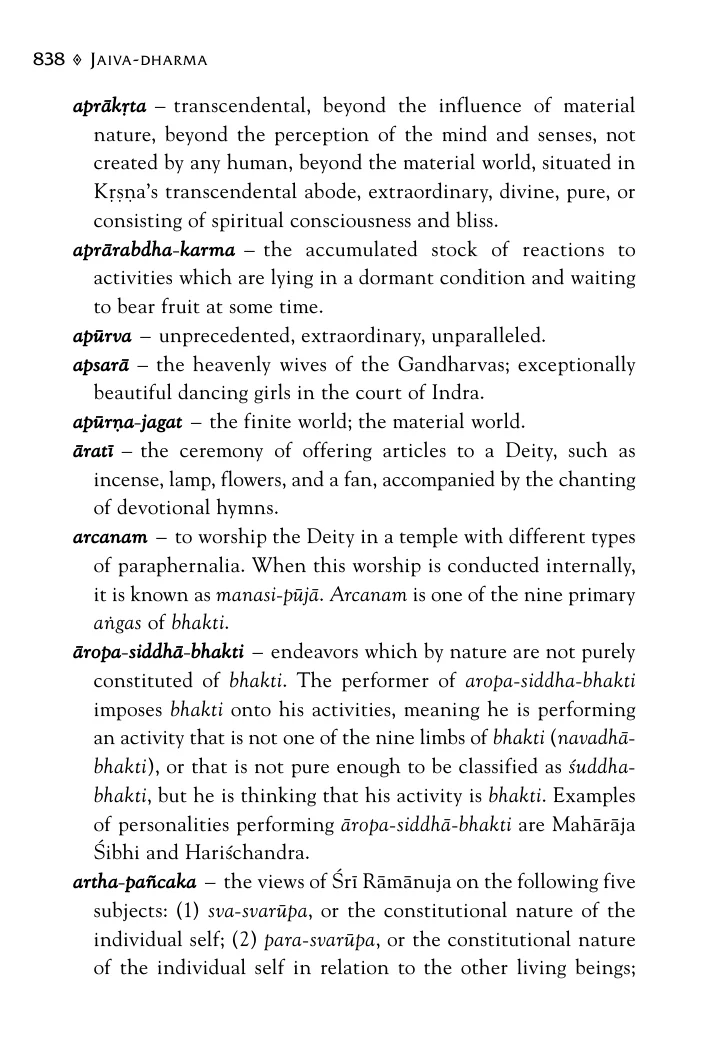 838 ◊ JAIVA-DHARMA
aprākṛta – transcendental, beyond the influence of material
nature, beyond the perception of the mind and senses, not
created by any human, beyond the material world, situated in
Kṛṣṇa's transcendental abode, extraordinary, divine, pure, or
consisting of spiritual consciousness and bliss.
aprārabdha-karma – the accumulated stock of reactions to
activities which are lying in a dormant condition and waiting
to bear fruit at some time.
apūrva – unprecedented, extraordinary, unparalleled.
apsarā – the heavenly wives of the Gandharvas; exceptionally
beautiful dancing girls in the court of Indra.
apūrṇa-jagat – the finite world; the material world.
āratī – the ceremony of offering articles to a Deity, such as
incense, lamp, flowers, and a fan, accompanied by the chanting
of devotional hymns.
arcanam – to worship the Deity in a temple with different types
of paraphernalia. When this worship is conducted internally,
it is known as manasi-pūjā. Arcanam is one of the nine primary
aṅgas of bhakti.
āropa-siddhā-bhakti – endeavors which by nature are not purely
constituted of bhakti. The performer of aropa-siddha-bhakti
imposes bhakti onto his activities, meaning he is performing
an activity that is not one of the nine limbs of bhakti (navadhā-
bhakti), or that is not pure enough to be classified as śuddha-
bhakti, but he is thinking that his activity is bhakti. Examples
of personalities performing āropa-siddhā-bhakti are Mahārāja
Śibhi and Hariśchandra.
artha-pañcaka – the views of Śrī Rāmānuja on the following five
subjects: (1) sva-svarūpa, or the constitutional nature of the
individual self; (2) para-svarūpa, or the constitutional nature
of the individual self in relation to the other living beings;